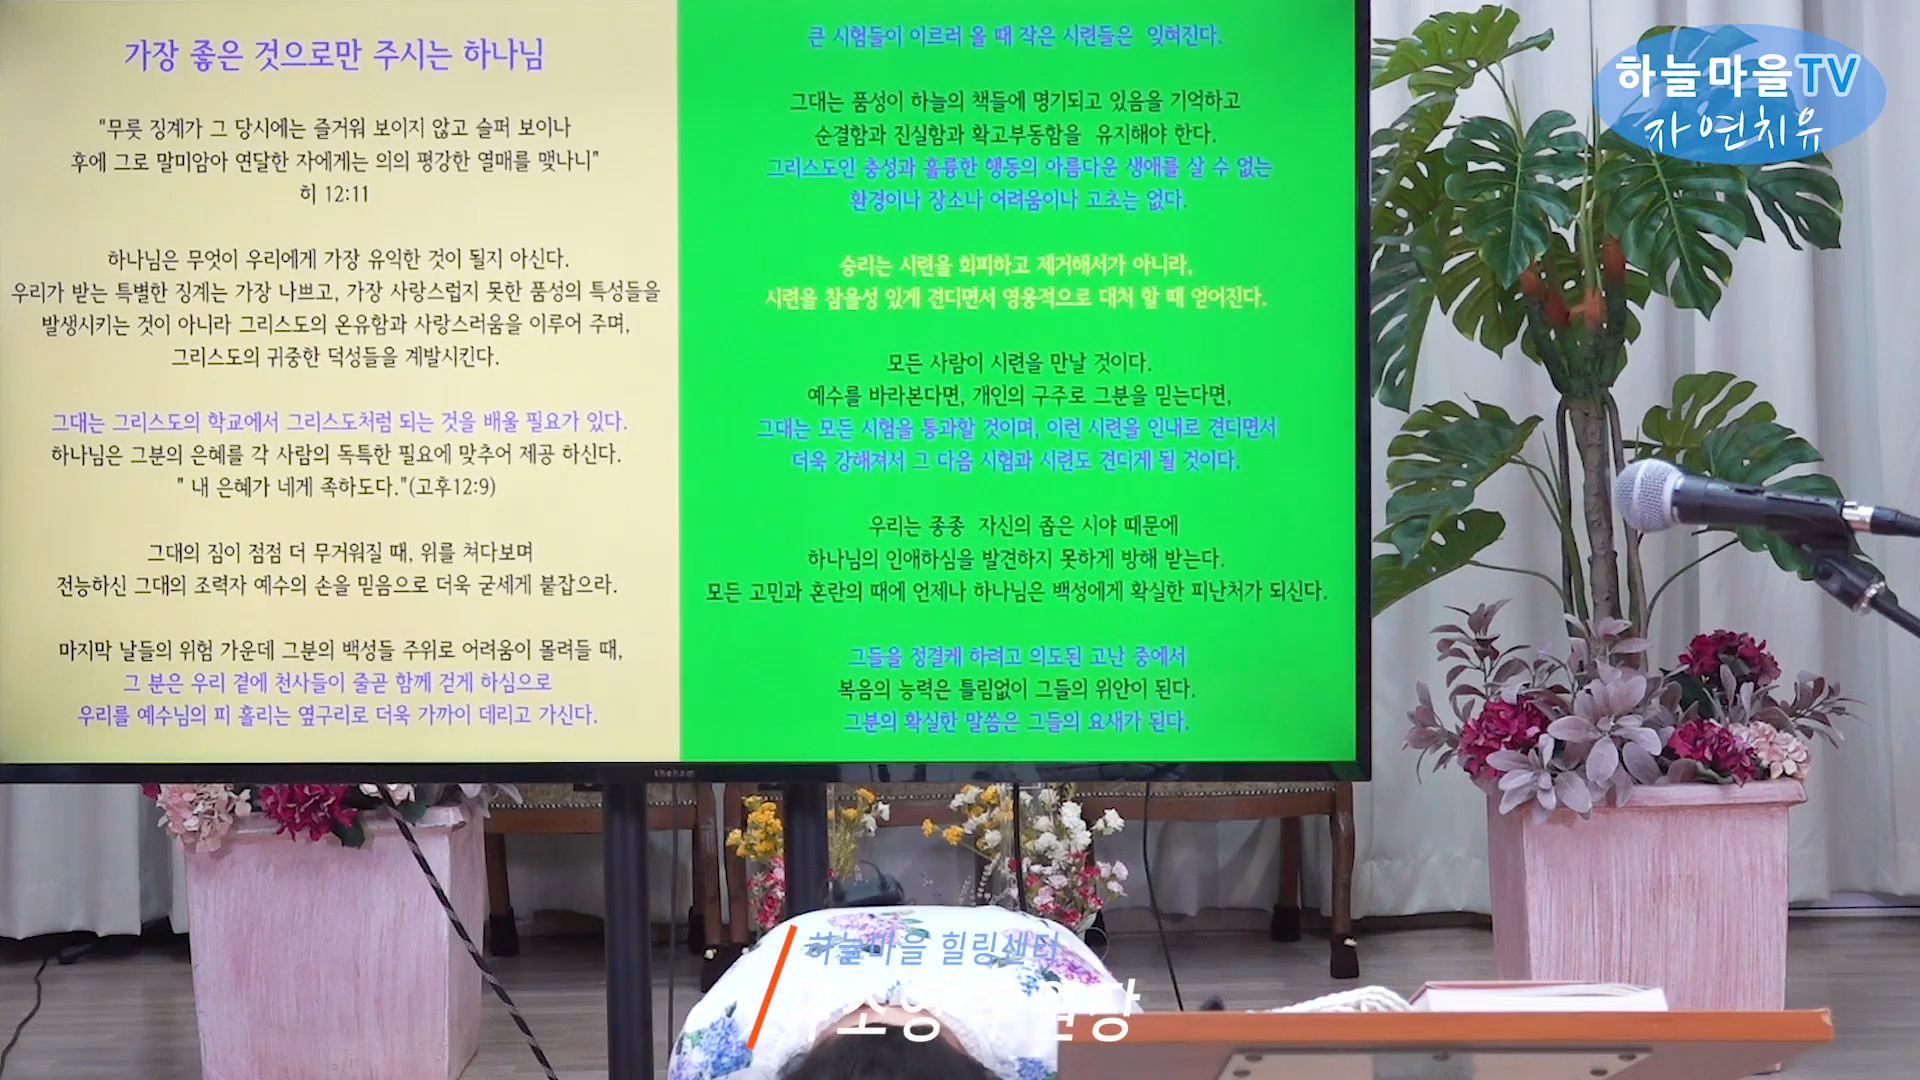 가장 좋은 것으로만 주시는 하나님
"무릇 징계가 그 당시에는 즐거워 보이지 않고 슬퍼 보이나
후에 그로 말미암아 연달한 자에게는 의의 평강한 열매를 맺나니"
히 12:11
하나님은 무엇이 우리에게 가장 유익한 것이 될지 아신다.
우리가 받는 특별한 징계는 가장 나쁘고, 가장 사랑스럽지 못한 품성의 특성들을
발생시키는 것이 아니라 그리스도의 온유함과 사랑스러움을 이루어 주며,
그리스도의 귀중한 덕성들을 계발시킨다.
그대는 그리스도의 학교에서 그리스도처럼 되는 것을 배울 필요가 있다.
하나님은 그분의 은혜를 각 사람의 독특한 필요에 맞추어 제공 하신다.
" 내 은혜가 네게 족하도다."(고후12:9)
그대의 짐이 점점 더 무거워질 때, 위를 쳐다보며
전능하신 그대의 조력자 예수의 손을 믿음으로 더욱 굳세게 붙잡으라.
마지막 날들의 위험 가운데 그분의 백성들 주위로 어려움이 몰려들 때,
그 분은 우리 곁에 천사들이 줄곧 함께 걷게 하심으로
우리를 예수님의 피 흘리는 옆구리로 더욱 가까이 데리고 가신다.
큰 시험들이 이르러 올 때 작은 시련들은 잊혀진다.
그대는 품성이 하늘의 책들에 명기되고 있음을 기억하고
순결함과 진실함과 확고부동함을 유지해야 한다.
그리스도인 충성과 훌륭한 행동의 아름다운 생애를 살 수 없는
환경이나 장소나 어려움이나 고초는 없다.
승리는 시련을 회피하고 제거해서가 아니라,
시련을 참을성 있게 견디면서 영웅적으로 대처 할 때 얻어진다.
모든 사람이 시련을 만날 것이다.
예수를 바라본다면, 개인의 구주로 그분을 믿는다면,
그대는 모든 시험을 통과할 것이며, 이런 시련을 인내로 견디면서
더욱 강해져서 그 다음 시험과 시련도 견디게 될 것이다.
우리는 종종 자신의 좁은 시야 때문에
하나님의 인애하심을 발견하지 못하게 방해 받는다.
모든 고민과 혼란의 때에 언제나 하나님은 백성에게 확실한 피난처가 되신다.
그들을 정결케 하려고 의도된 고난 중에서
복음의 능력은 틀림없이 그들의 위안이 된다.
그분의 확실한 말씀은 그들의 요새가 된다.
하늘마을TV
자연치유
하늘마을 힐링센터